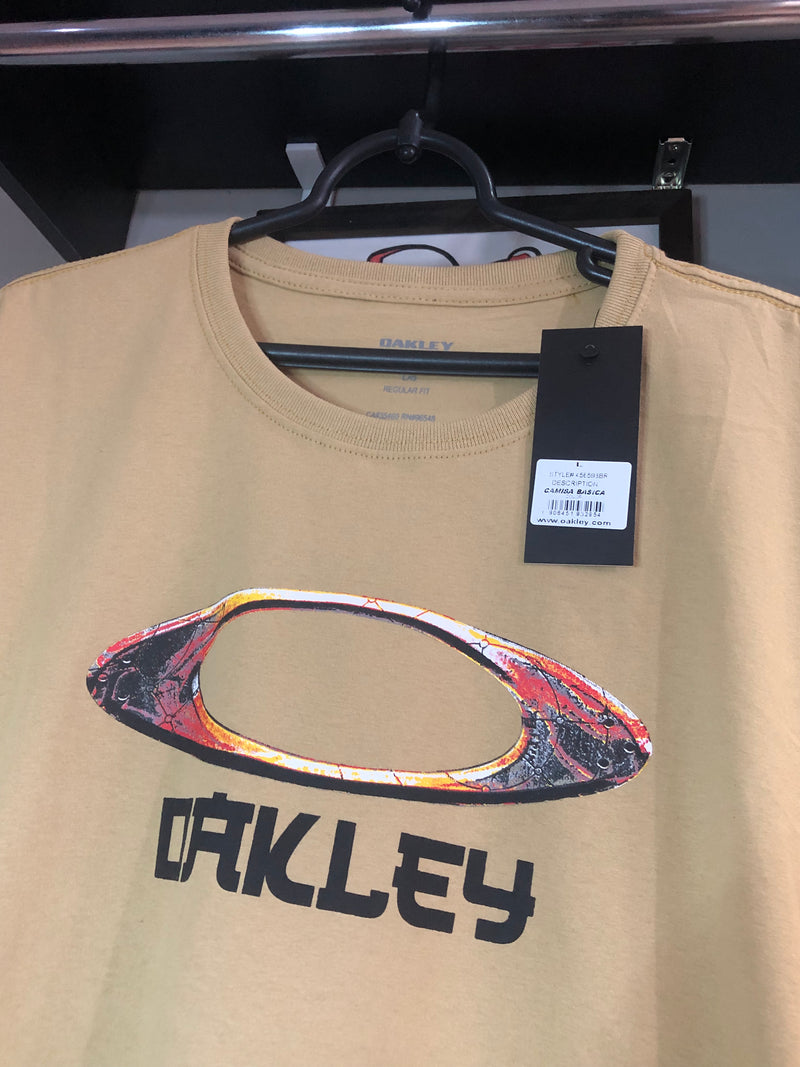 OAKLEY
L/G
REGULAR FIT
L
DESCRIPTION
CAMISA BASICA
www.oakley.com
OAKLEY